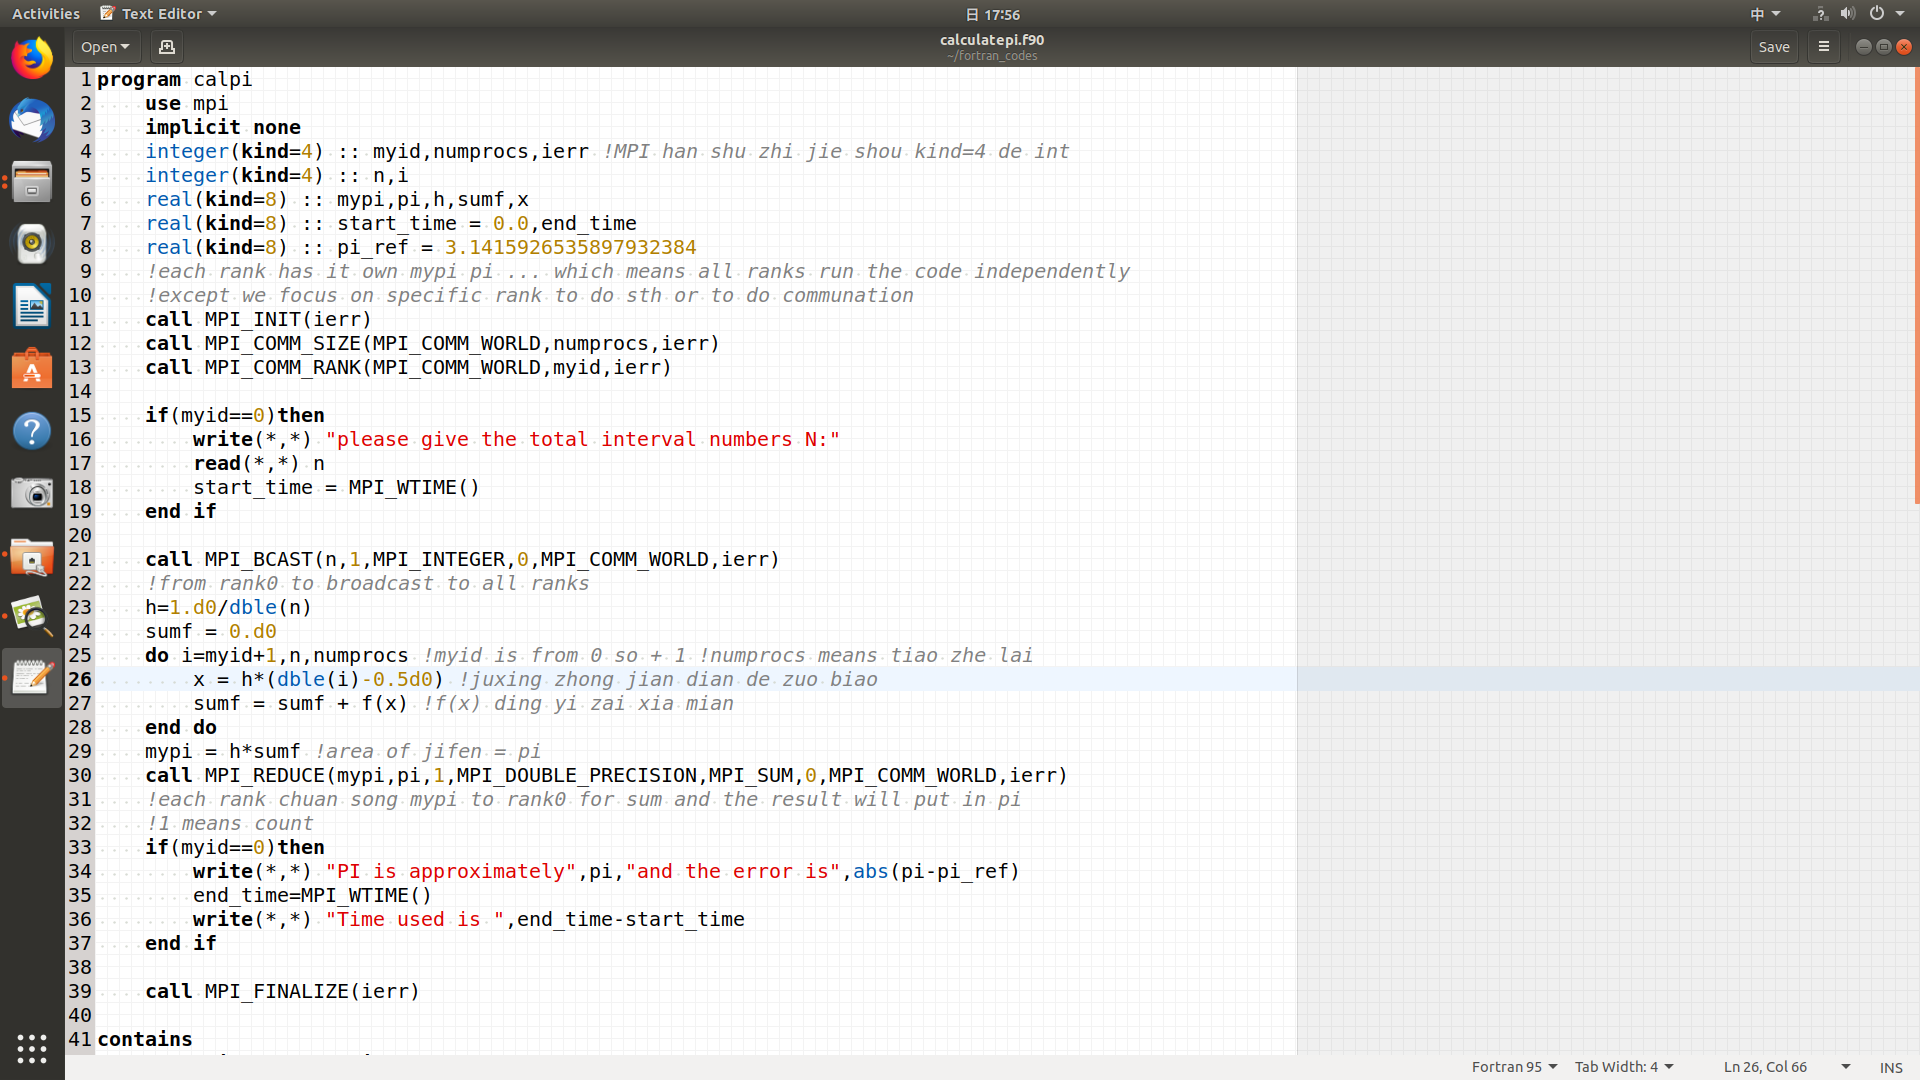 Activities
Text Editor
日 17:56
中
Open
calculatepi.f90
~/fortran_codes
Save
1 program calpi
2 use mpi
3 implicit none
4 integer(kind=4) :: myid,numprocs,ierr !MPI han shu zhi jie shou kind=4 de int
5 integer(kind=4) :: n,i
6 real(kind=8) :: mypi,pi,h,sumf,x
7 real(kind=8) :: start_time = 0.0,end_time
8 real(kind=8) :: pi_ref = 3.1415926535897932384
9 !each rank has it own mypi pi ... which means all ranks run the code independently
10 !except we focus on specific rank to do sth or to do communation
11 call MPI_INIT(ierr)
12 call MPI_COMM_SIZE(MPI_COMM_WORLD,numprocs,ierr)
13 call MPI_COMM_RANK(MPI_COMM_WORLD,myid,ierr)
14
15 if(myid==0)then
16 write(*,*) "please give the total interval numbers N:"
17 read(*,*) n
18 start_time = MPI_WTIME()
19 end if
20
21 call MPI_BCAST(n,1,MPI_INTEGER,0,MPI_COMM_WORLD,ierr)
22 !from rank0 to broadcast to all ranks
23 h=1.d0/dble(n)
24 sumf = 0.d0
25 do i=myid+1,n,numprocs !myid is from 0 so + 1 !numprocs means tiao zhe lai
26 x = h*(dble(i)-0.5d0) !juxing zhong jian dian de zuo biao
27 sumf = sumf + f(x) !f(x) ding yi zai xia mian
28 end do
29 mypi = h*sumf !area of jifen = pi
30 call MPI_REDUCE(mypi,pi,1,MPI_DOUBLE_PRECISION,MPI_SUM,0,MPI_COMM_WORLD,ierr)
31 !each rank chuan song mypi to rank0 for sum and the result will put in pi
32 !1 means count
33 if(myid==0)then
34 write(*,*) "PI is approximately",pi,"and the error is",abs(pi-pi_ref)
35 end_time=MPI_WTIME()
36 write(*,*) "Time used is ",end_time-start_time
37 end if
38
39 call MPI_FINALIZE(ierr)
40
41 contains
Fortran 95
Tab Width: 4
Ln 26, Col 66
INS